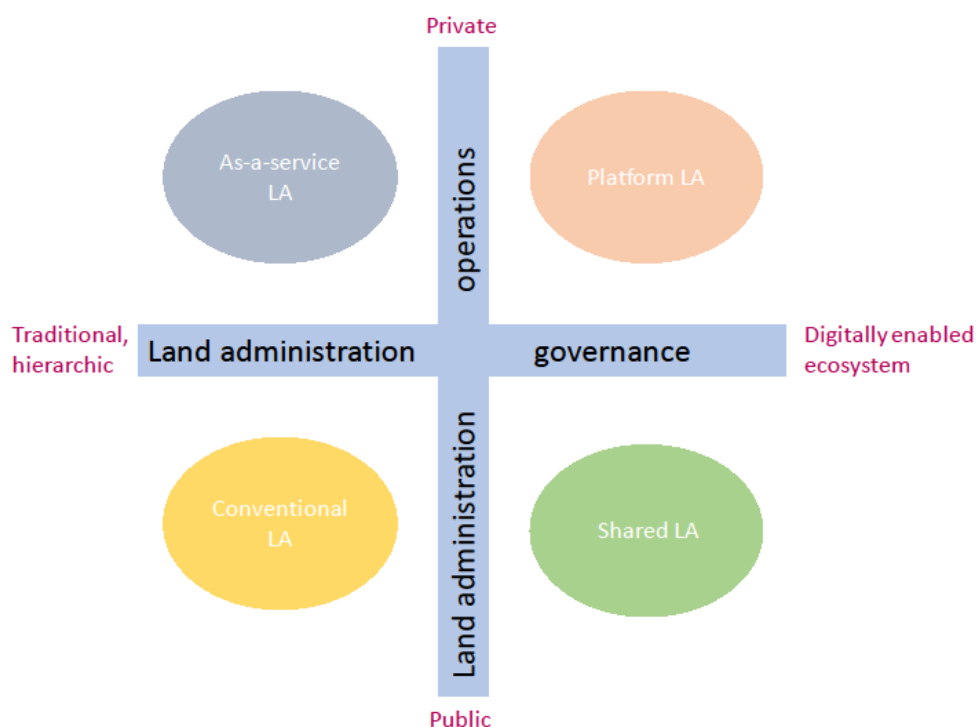 Private
As-a-service
LA
Platform LA
operations
Traditional,
hierarchic
Land administration
governance
Digitally enabled
ecosystem
Conventional
LA
Land administration
Shared LA
Public